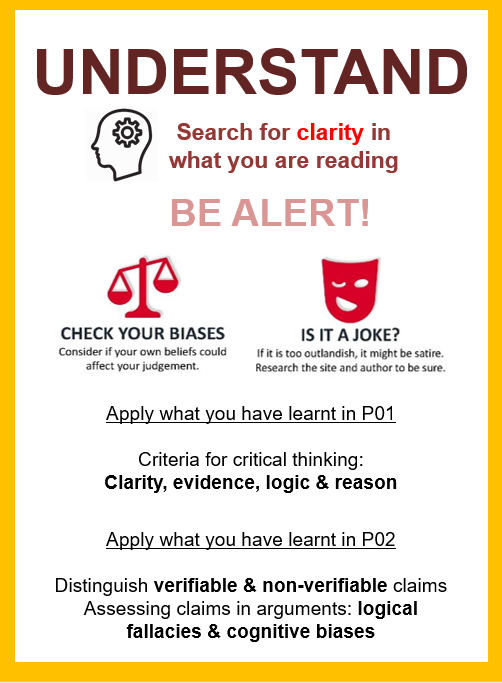 UNDERSTAND
Search for clarity in
what you are reading
BE ALERT!
CHECK YOUR BIASES
Consider if your own beliefs could
affect your judgement.
IS IT A JOKE?
If it is too outlandish, it might be satire.
Research the site and author to be sure.
Apply what you have learnt in P01
Criteria for critical thinking:
Clarity, evidence, logic & reason
Apply what you have learnt in P02
Distinguish verifiable & non-verifiable claims
Assessing claims in arguments: logical
fallacies & cognitive biases